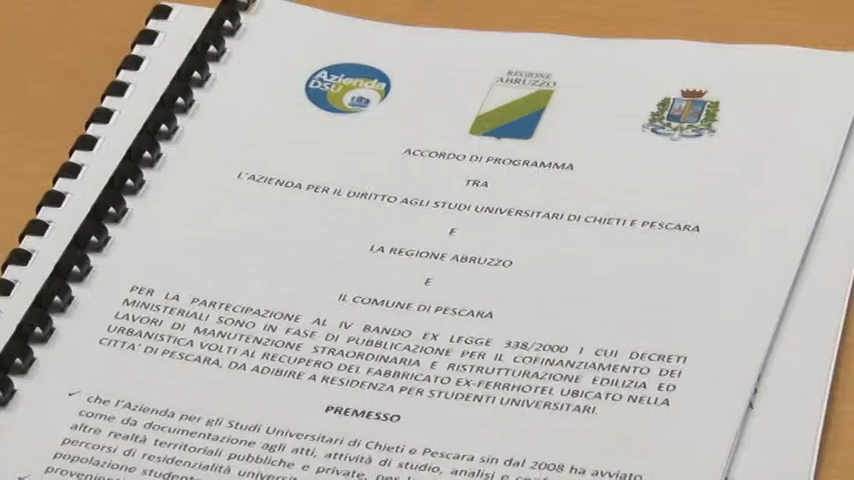 Azienda
DSU
REGIONE
ABRUZZO
ACCORDO DI PROGRAMMA
TRA
L'AZIENDA PER IL DIRITTO AGLI STUDI UNIVERSITARI DI CHIETI E PESCARA
E
LA REGIONE ABRUZZO
E
IL COMUNE DI PESCARA
PER LA PARTECIPAZIONE AL IV BANDO EX LEGGE 338/2000 I CUI DECRETI
MINISTERIALI SONO IN FASE DI PUBBLICAZIONE PER IL COFINANZIAMENTO DEI
LAVORI DI MANUTENZIONE STRAORDINARIA E RISTRUTTURAZIONE EDILIZIA ED
URBANISTICA VOLTI AL RECUPERO DEL FABBRICATO EX-FERRHOTEL UBICATO NELLA
CITTA' DI PESCARA, DA ADIBIRE A RESIDENZA PER STUDENTI UNIVERSITARI.
PREMESSO
✓ che l'Azienda per gli Studi Universitari di Chieti e Pescara sin dal 2008 ha avviato
come da documentazione agli atti, attività di studio, analisi e
altre realtà territoriali pubbliche e private, per
percorsi di residenzialità
popolazione